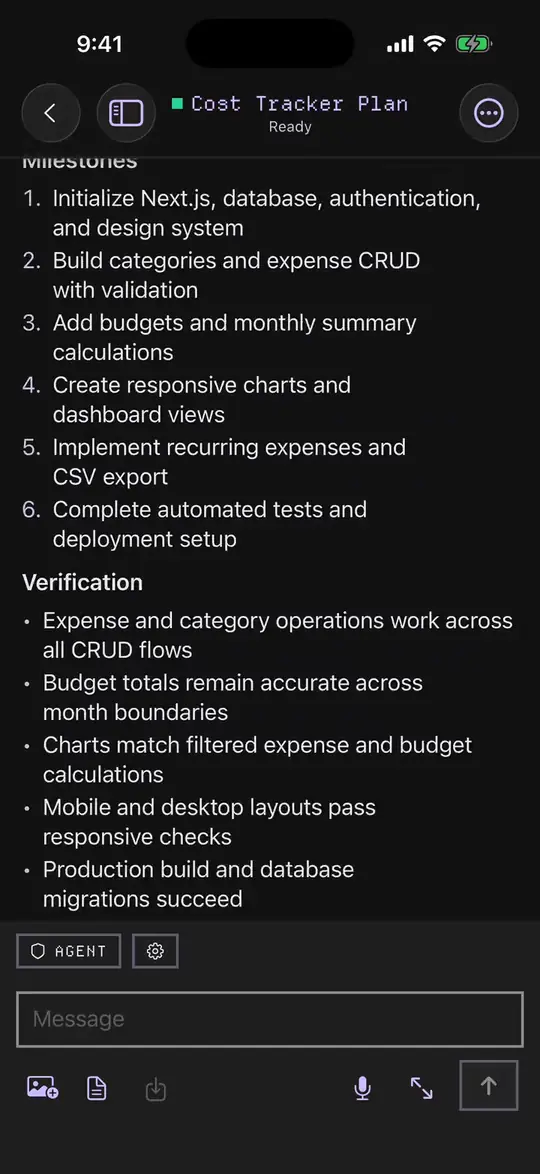 9:41
Cost Tracker Plan
Ready
Milestones
1. Initialize Next.js, database, authentication,
and design system
2. Build categories and expense CRUD
with validation
3. Add budgets and monthly summary
calculations
4. Create responsive charts and
dashboard views
5. Implement recurring expenses and
CSV export
6. Complete automated tests and
deployment setup
Verification
• Expense and category operations work across
all CRUD flows
• Budget totals remain accurate across
month boundaries
• Charts match filtered expense and budget
calculations
• Mobile and desktop layouts pass
responsive checks
• Production build and database
migrations succeed
AGENT
Message